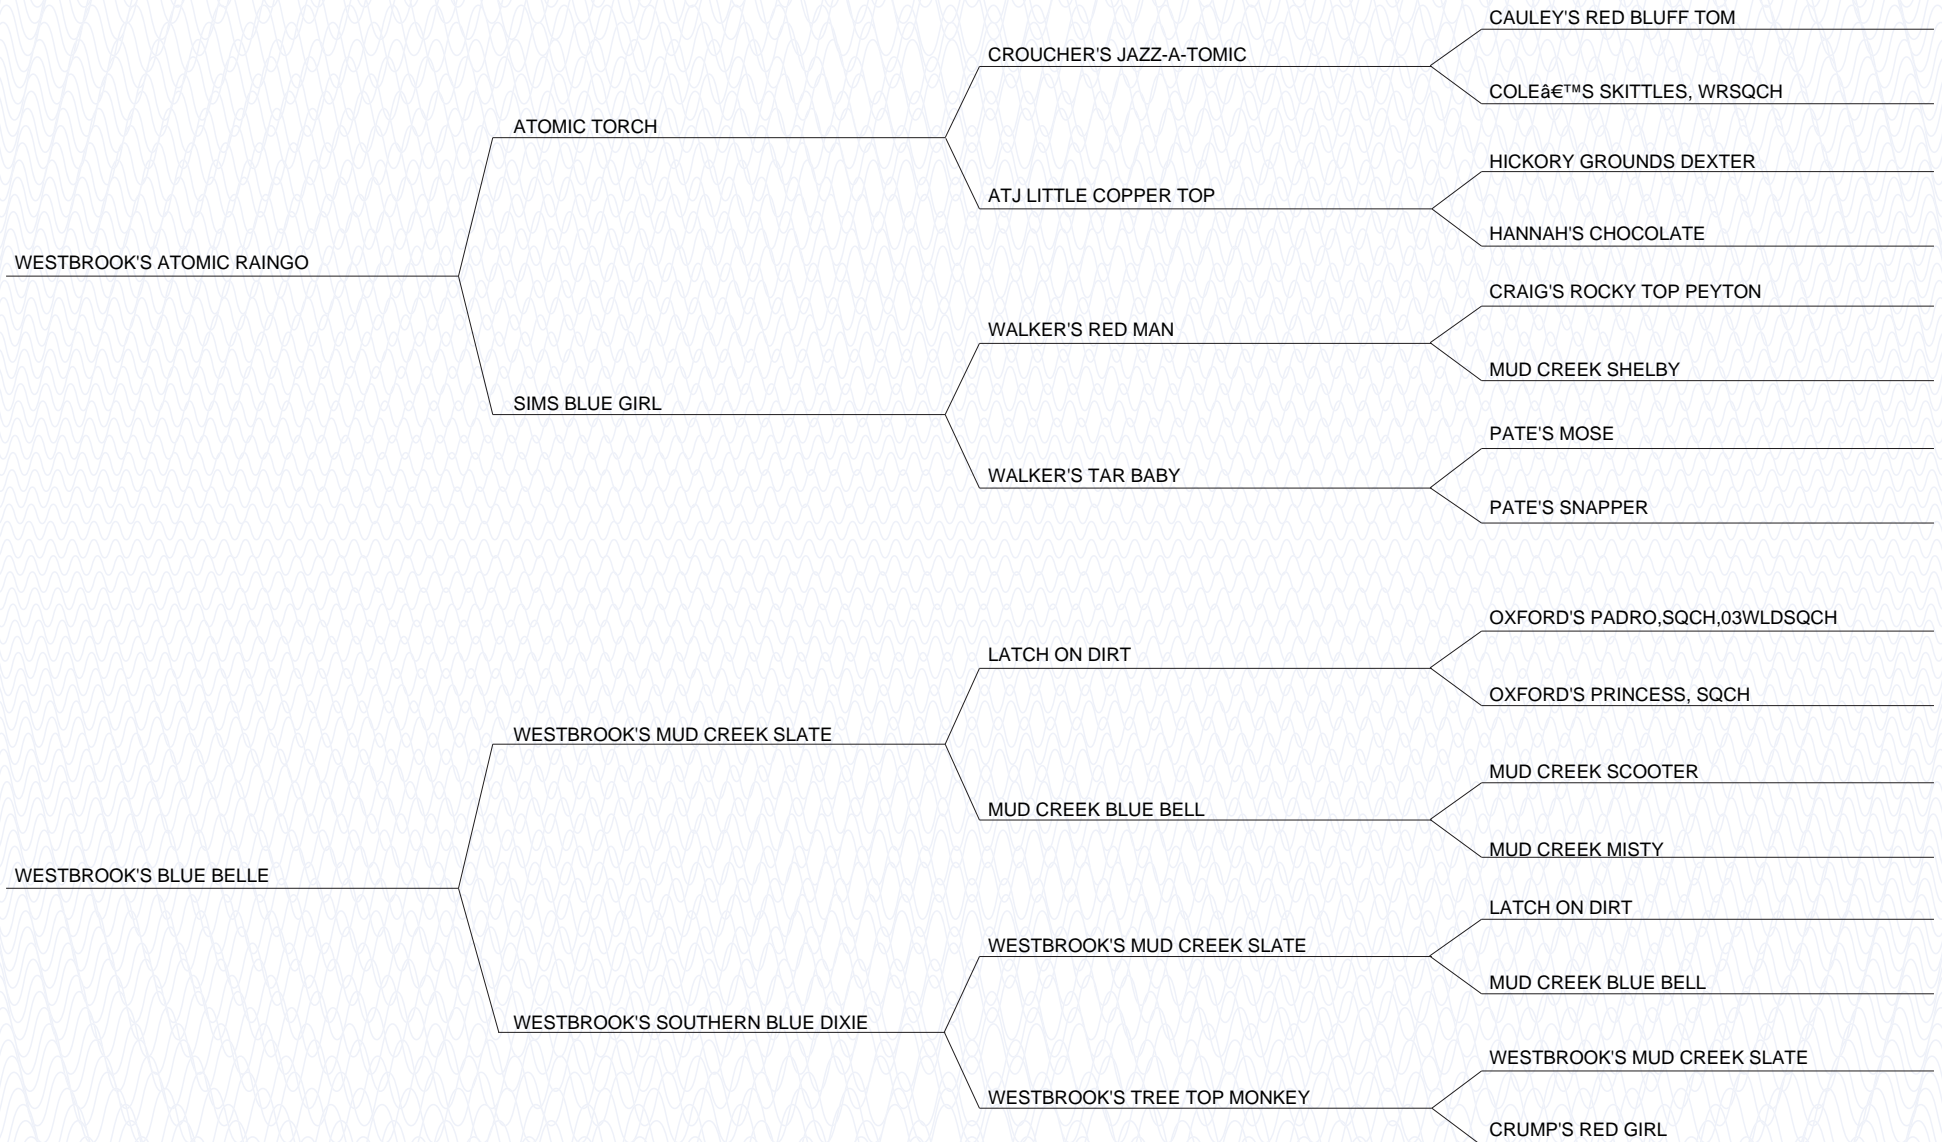 CAULEY'S RED BLUFF TOM
CROUCHER'S JAZZ-A-TOMIC
COLEâ€™S SKITTLES, WRSQCH
ATOMIC TORCH
HICKORY GROUNDS DEXTER
ATJ LITTLE COPPER TOP
HANNAH'S CHOCOLATE
WESTBROOK'S ATOMIC RAINGO
CRAIG'S ROCKY TOP PEYTON
WALKER'S RED MAN
MUD CREEK SHELBY
SIMS BLUE GIRL
PATE'S MOSE
WALKER'S TAR BABY
PATE'S SNAPPER
OXFORD'S PADRO,SQCH,03WLDSQCH
LATCH ON DIRT
OXFORD'S PRINCESS, SQCH
WESTBROOK'S MUD CREEK SLATE
MUD CREEK SCOOTER
MUD CREEK BLUE BELL
MUD CREEK MISTY
WESTBROOK'S BLUE BELLE
LATCH ON DIRT
WESTBROOK'S MUD CREEK SLATE
MUD CREEK BLUE BELL
WESTBROOK'S SOUTHERN BLUE DIXIE
WESTBROOK'S MUD CREEK SLATE
WESTBROOK'S TREE TOP MONKEY
CRUMP'S RED GIRL